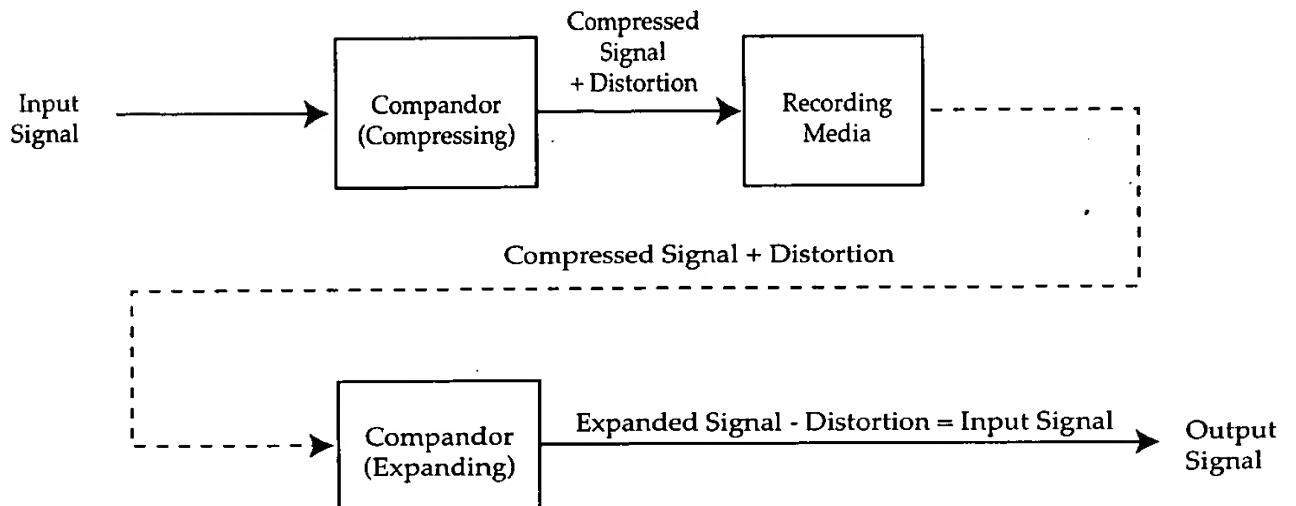 Compressed
Signal
+ Distortion
Input
Signal
Compandor
(Compressing)
Recording
Media
Compressed Signal + Distortion
Compandor
(Expanding)
Expanded Signal - Distortion = Input Signal
Output
Signal